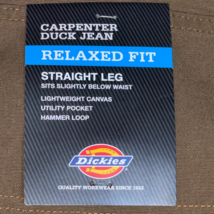 CARPENTER
DUCK JEAN
RELAXED FIT
STRAIGHT LEG
SITS SLIGHTLY BELOW WAIST
LIGHTWEIGHT CANVAS
UTILITY POCKET
HAMMER LOOP
Dickies
QUALITY WORKWEAR SINCE 1922